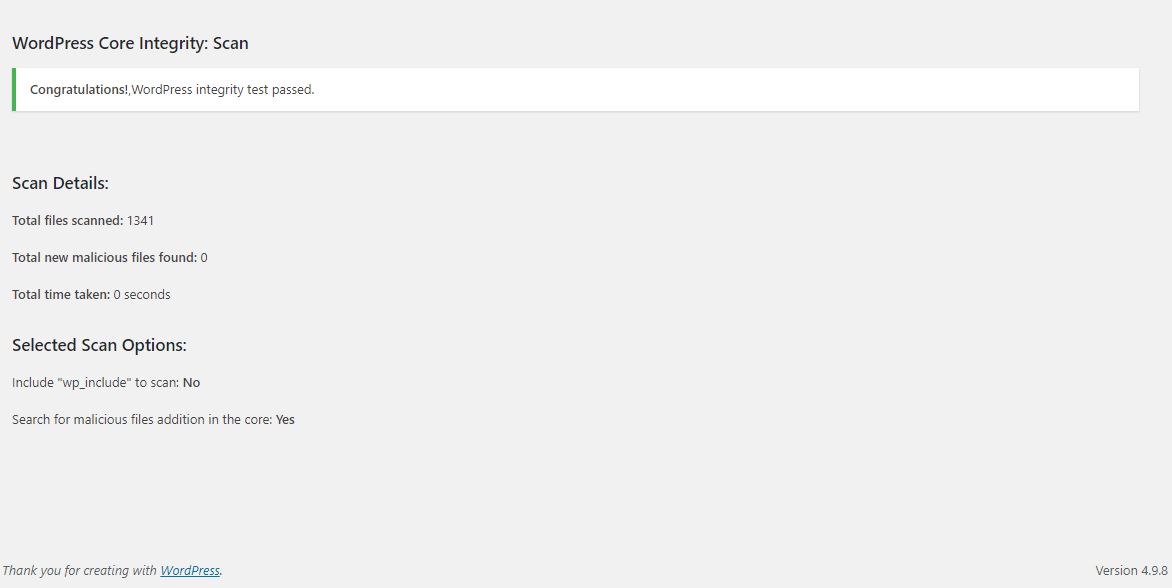 WordPress Core Integrity: Scan
Congratulations!,WordPress integrity test passed.
Scan Details:
Total files scanned: 1341
Total new malicious files found: 0
Total time taken: 0 seconds
Selected Scan Options:
Include "wp_include" to scan: No
Search for malicious files addition in the core: Yes
Thank you for creating with WordPress.
Version 4.9.8